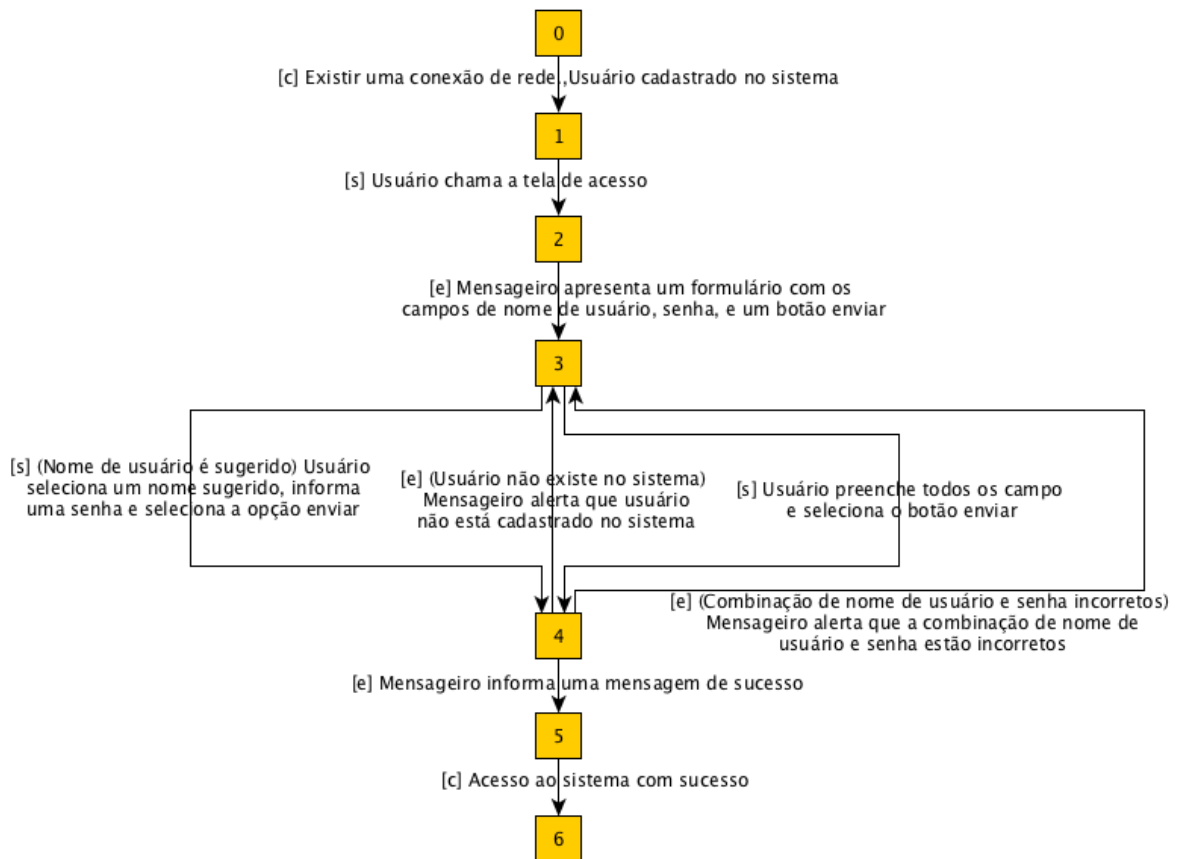 0
[c] Existir uma conexão de rede.,Usuário cadastrado no sistema
1
[s] Usuário chama a tela de acesso
2
[e] Mensageiro apresenta um formulário com os
campos de nome de usuário, senha, e um botão enviar
3
[s] (Nome de usuário é sugerido) Usuário
seleciona um nome sugerido, informa
uma senha e seleciona a opção enviar
[e] (Usuário não existe no sistema)
Mensageiro alerta que usuário
não está cadastrado no sistema
[s] Usuário preenche todos os campo
e seleciona o botão enviar
[e] (Combinação de nome de usuário e senha incorretos)
Mensageiro alerta que a combinação de nome de
usuário e senha estão incorretos
4
[e] Mensageiro informa uma mensagem de sucesso
5
[c] Acesso ao sistema com sucesso
6